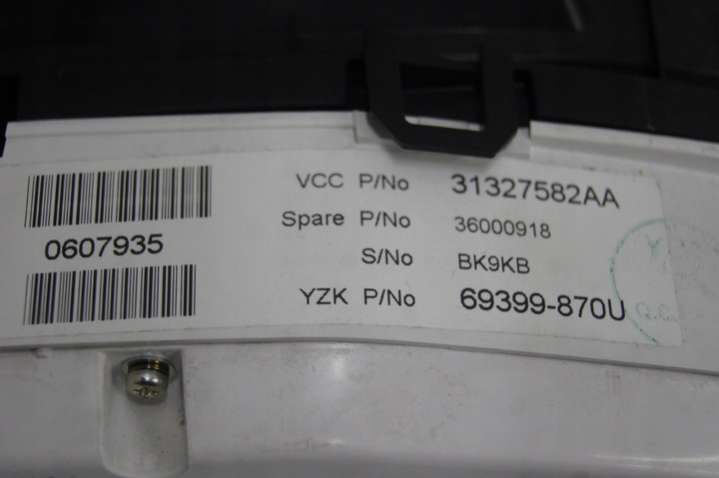 VCC P/No 31327582AA
Spare P/No 36000918
S/No BK9KB
YZK P/No 69399-870U
0607935